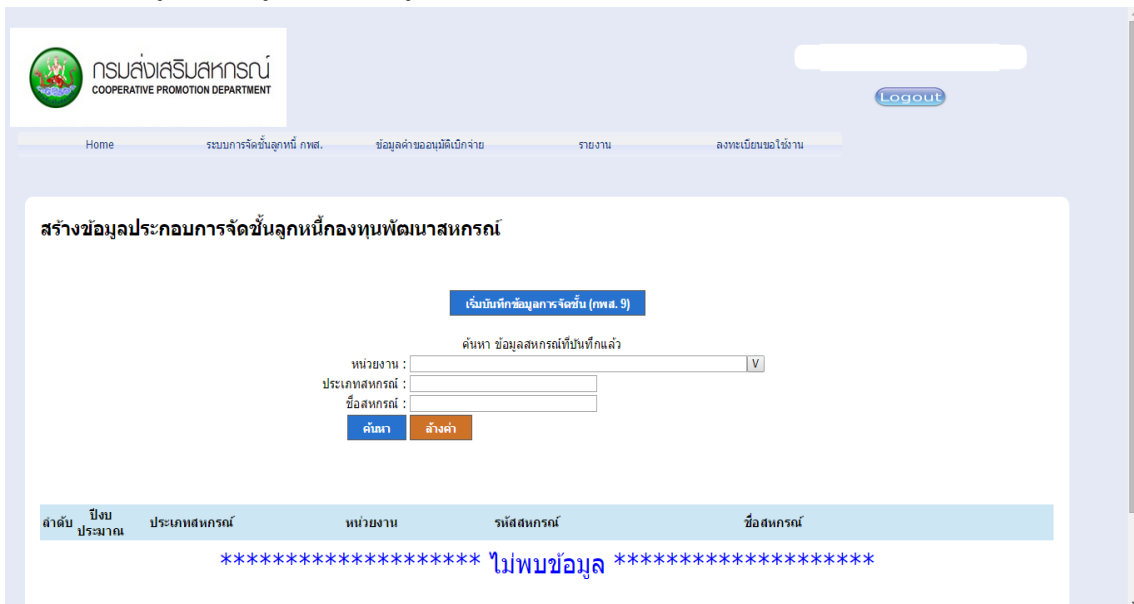 กรมส่งเสริมสหกรณ์
COOPERATIVE PROMOTION DEPARTMENT
Logout
Home ระบบการจัดชั้นลูกหนี้ กพส. ข้อมูลคำขออนุมัติเบิกจ่าย รายงาน ลงทะเบียนขอใช้งาน
สร้างข้อมูลประกอบการจัดชั้นลูกหนี้กองทุนพัฒนาสหกรณ์
เริ่มบันทึกข้อมูลการจัดชั้น (กพส. 9)
ค้นหา ข้อมูลสหกรณ์ที่บันทึกแล้ว
หน่วยงาน : V
ประเภทสหกรณ์ :
ชื่อสหกรณ์ :
ค้นหา ล้างค่า
ลำดับ ปีงบ ประเภทสหกรณ์ หน่วยงาน รหัสสหกรณ์ ชื่อสหกรณ์
ประมาณ
******************** ไม่พบข้อมูล ********************